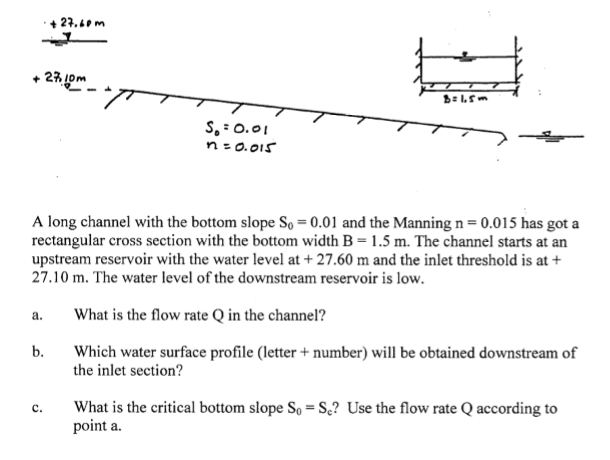 + 27.60 m
+ 27.10m
B = 1.5 m
S₀ = 0.01
n = 0.015
A long channel with the bottom slope S₀ = 0.01 and the Manning n = 0.015 has got a
rectangular cross section with the bottom width B = 1.5 m. The channel starts at an
upstream reservoir with the water level at + 27.60 m and the inlet threshold is at +
27.10 m. The water level of the downstream reservoir is low.
a. What is the flow rate Q in the channel?
b. Which water surface profile (letter + number) will be obtained downstream of
the inlet section?
c. What is the critical bottom slope S₀ = Sc? Use the flow rate Q according to
point a.